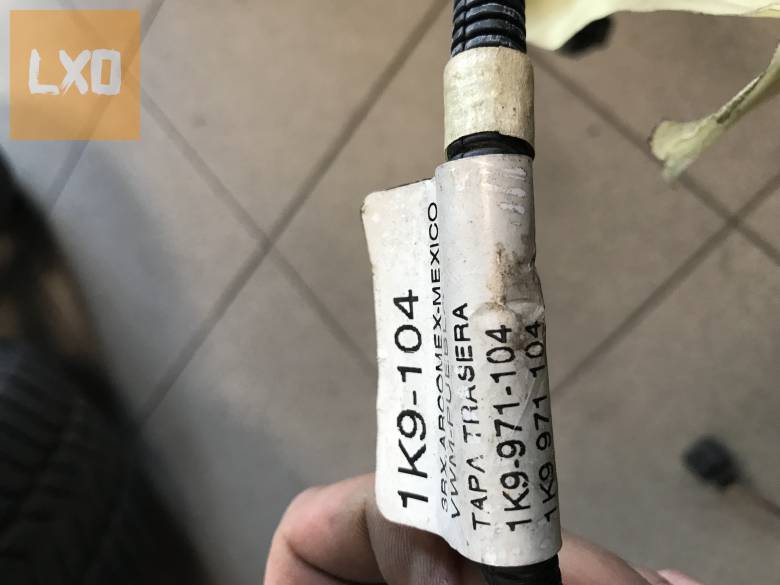 LXO
1K9-104
3RX-ARCOMEX-MEXICO
VWM-PUEBLA
TAPA TRASERA
1K9-971-104
1K9 971 104